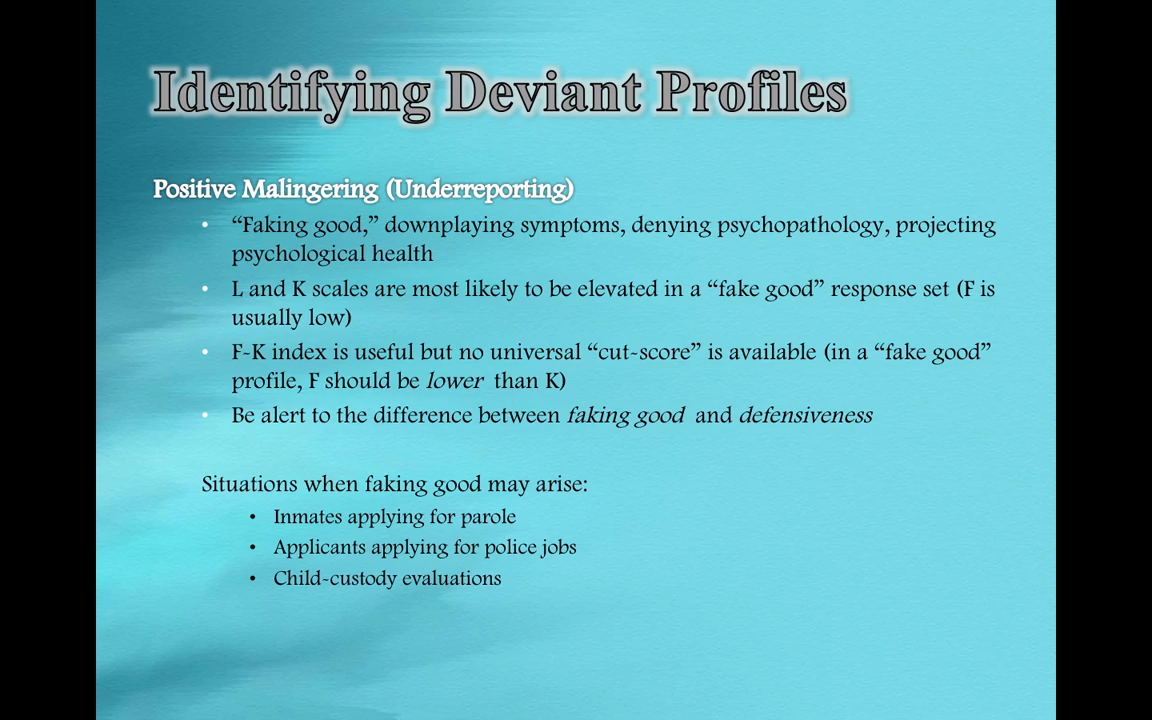 Identifying Deviant Profiles
Positive Malingering (Underreporting)
• “Faking good,” downplaying symptoms, denying psychopathology, projecting
psychological health
• L and K scales are most likely to be elevated in a “fake good” response set (F is
usually low)
• F-K index is useful but no universal “cut-score” is available (in a “fake good”
profile, F should be lower than K)
• Be alert to the difference between faking good and defensiveness
Situations when faking good may arise:
• Inmates applying for parole
• Applicants applying for police jobs
• Child-custody evaluations